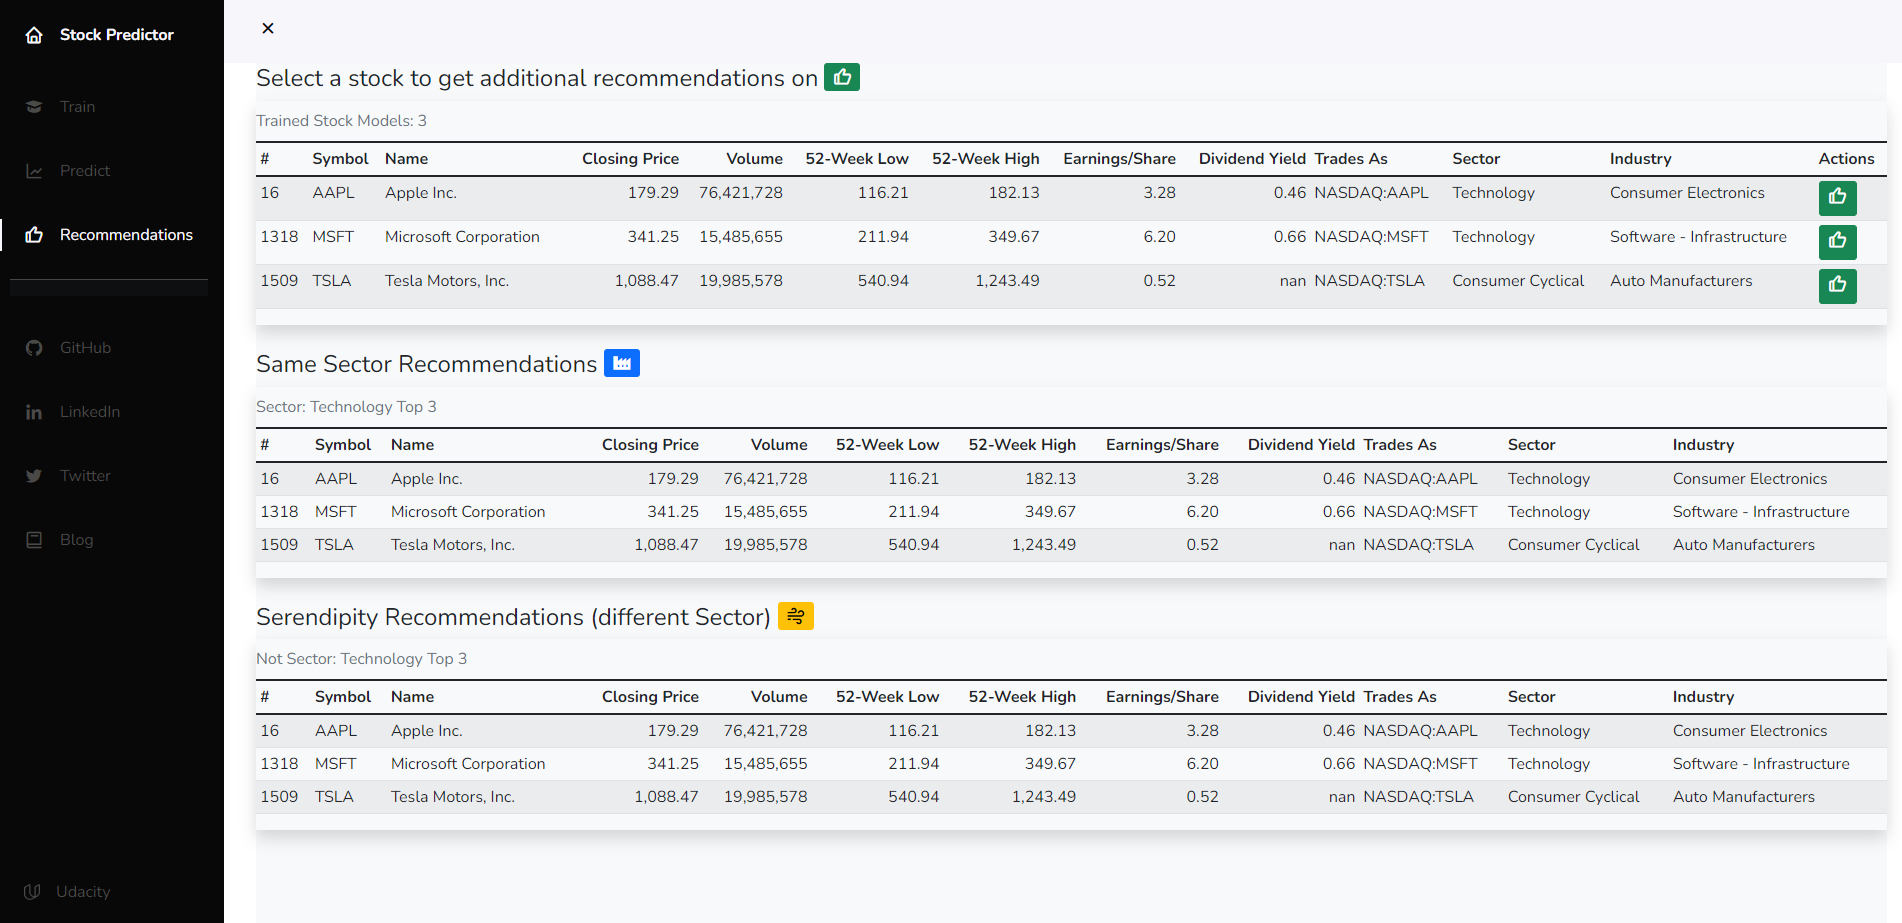 Stock Predictor
Train
Predict
Recommendations
GitHub
LinkedIn
Twitter
Blog
Udacity
Select a stock to get additional recommendations on
Trained Stock Models: 3
# Symbol Name Closing Price Volume 52-Week Low 52-Week High Earnings/Share Dividend Yield Trades As Sector Industry Actions
16 AAPL Apple Inc. 179.29 76,421,728 116.21 182.13 3.28 0.46 NASDAQ:AAPL Technology Consumer Electronics
1318 MSFT Microsoft Corporation 341.25 15,485,655 211.94 349.67 6.20 0.66 NASDAQ:MSFT Technology Software - Infrastructure
1509 TSLA Tesla Motors, Inc. 1,088.47 19,985,578 540.94 1,243.49 0.52 nan NASDAQ:TSLA Consumer Cyclical Auto Manufacturers
Same Sector Recommendations
Sector: Technology Top 3
# Symbol Name Closing Price Volume 52-Week Low 52-Week High Earnings/Share Dividend Yield Trades As Sector Industry
16 AAPL Apple Inc. 179.29 76,421,728 116.21 182.13 3.28 0.46 NASDAQ:AAPL Technology Consumer Electronics
1318 MSFT Microsoft Corporation 341.25 15,485,655 211.94 349.67 6.20 0.66 NASDAQ:MSFT Technology Software - Infrastructure
1509 TSLA Tesla Motors, Inc. 1,088.47 19,985,578 540.94 1,243.49 0.52 nan NASDAQ:TSLA Consumer Cyclical Auto Manufacturers
Serendipity Recommendations (different Sector)
Not Sector: Technology Top 3
# Symbol Name Closing Price Volume 52-Week Low 52-Week High Earnings/Share Dividend Yield Trades As Sector Industry
16 AAPL Apple Inc. 179.29 76,421,728 116.21 182.13 3.28 0.46 NASDAQ:AAPL Technology Consumer Electronics
1318 MSFT Microsoft Corporation 341.25 15,485,655 211.94 349.67 6.20 0.66 NASDAQ:MSFT Technology Software - Infrastructure
1509 TSLA Tesla Motors, Inc. 1,088.47 19,985,578 540.94 1,243.49 0.52 nan NASDAQ:TSLA Consumer Cyclical Auto Manufacturers